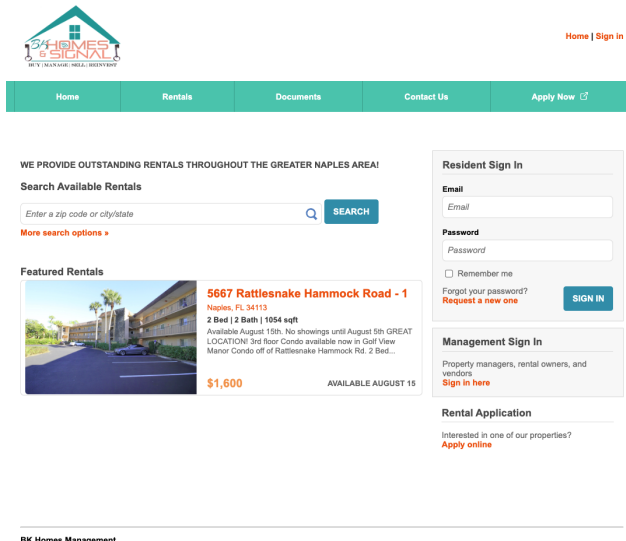 BK HOMES
& SIGNAL
BUY | MANAGE | SELL | REINVEST
Home | Sign in
Home
Rentals
Documents
Contact Us
Apply Now
WE PROVIDE OUTSTANDING RENTALS THROUGHOUT THE GREATER NAPLES AREA!
Search Available Rentals
Enter a zip code or city/state
SEARCH
More search options »
Featured Rentals
5667 Rattlesnake Hammock Road - 1
Naples, FL 34113
2 Bed | 2 Bath | 1054 sqft
Available August 15th. No showings until August 5th GREAT
LOCATION! 3rd floor Condo available now in Golf View
Manor Condo off of Rattlesnake Hammock Rd. 2 Bed...
$1,600
AVAILABLE AUGUST 15
Resident Sign In
Email
Email
Password
Password
Remember me
Forgot your password?
Request a new one
SIGN IN
Management Sign In
Property managers, rental owners, and
vendors
Sign in here
Rental Application
Interested in one of our properties?
Apply online
BK Homes Management